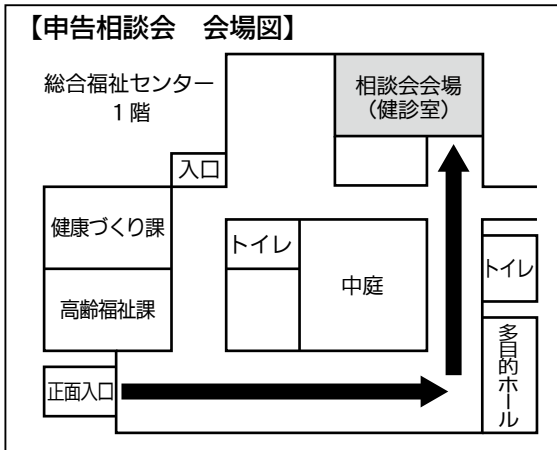 【申告相談会 会場図】
総合福祉センター
1階
相談会会場
（健診室）
入口
健康づくり課
トイレ
中庭
トイレ
高齢福祉課
正面入口
多目的ホール